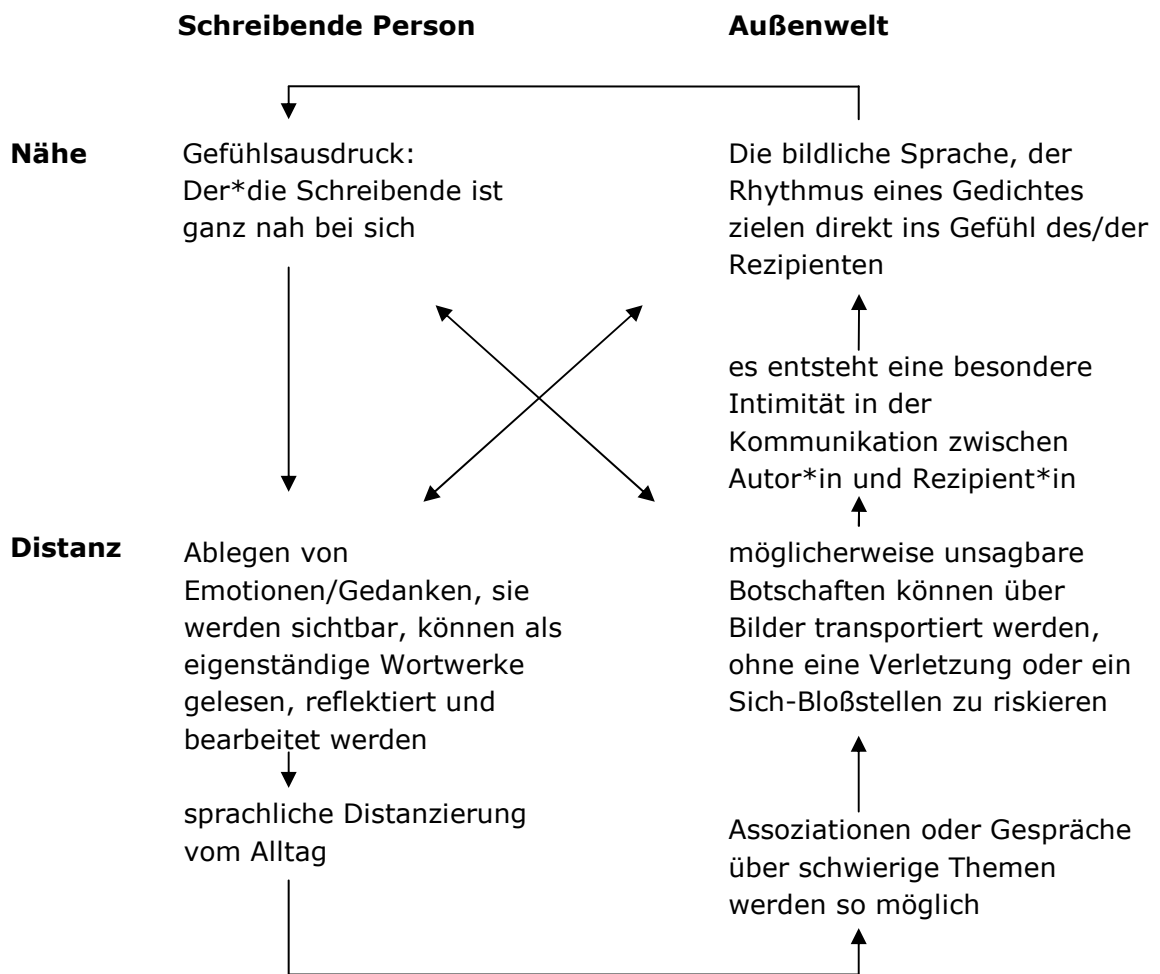 Schreibende Person
Außenwelt
Nähe
Gefühlsausdruck:
Der*die Schreibende ist
ganz nah bei sich
Die bildliche Sprache, der
Rhythmus eines Gedichtes
zielen direkt ins Gefühl des/der
Rezipienten
es entsteht eine besondere
Intimität in der
Kommunikation zwischen
Autor*in und Rezipient*in
Distanz
Ablegen von
Emotionen/Gedanken, sie
werden sichtbar, können als
eigenständige Wortwerke
gelesen, reflektiert und
bearbeitet werden
möglicherweise unsagbare
Botschaften können über
Bilder transportiert werden,
ohne eine Verletzung oder ein
Sich-Bloßstellen zu riskieren
sprachliche Distanzierung
vom Alltag
Assoziationen oder Gespräche
über schwierige Themen
werden so möglich